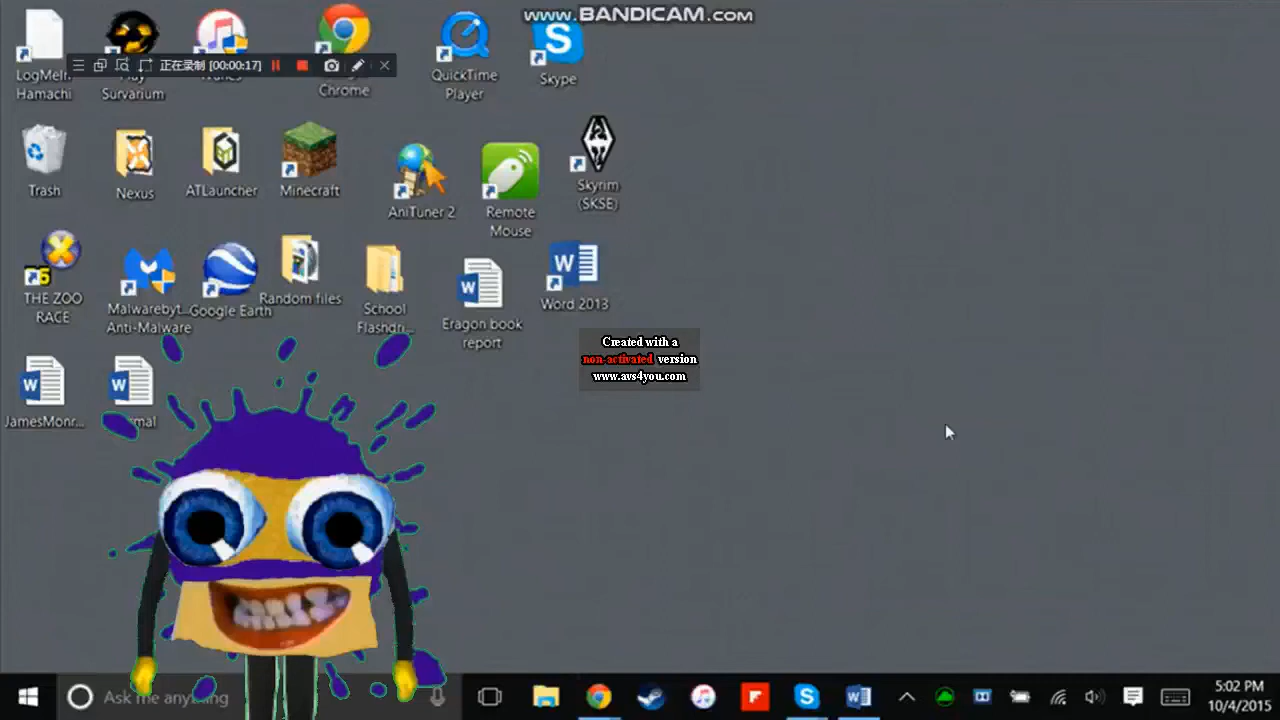 www.BANDICAM.com
正在录制 [00:00:17]
LogMeIn
Hamachi
Survarium
Chrome
QuickTime
Player
Skype
Trash
Nexus
ATLauncher
Minecraft
AniTuner 2
Remote
Mouse
Skyrim
(SKSE)
THE ZOO
RACE
Malwarebyt...
Anti-Malware
Google Earth
Random files
School
Flashdri...
Eragon book
report
Word 2013
Created with a
non-activated version
www.avs4you.com
JamesMonr...
Ask me anything
5:02 PM
10/4/2015